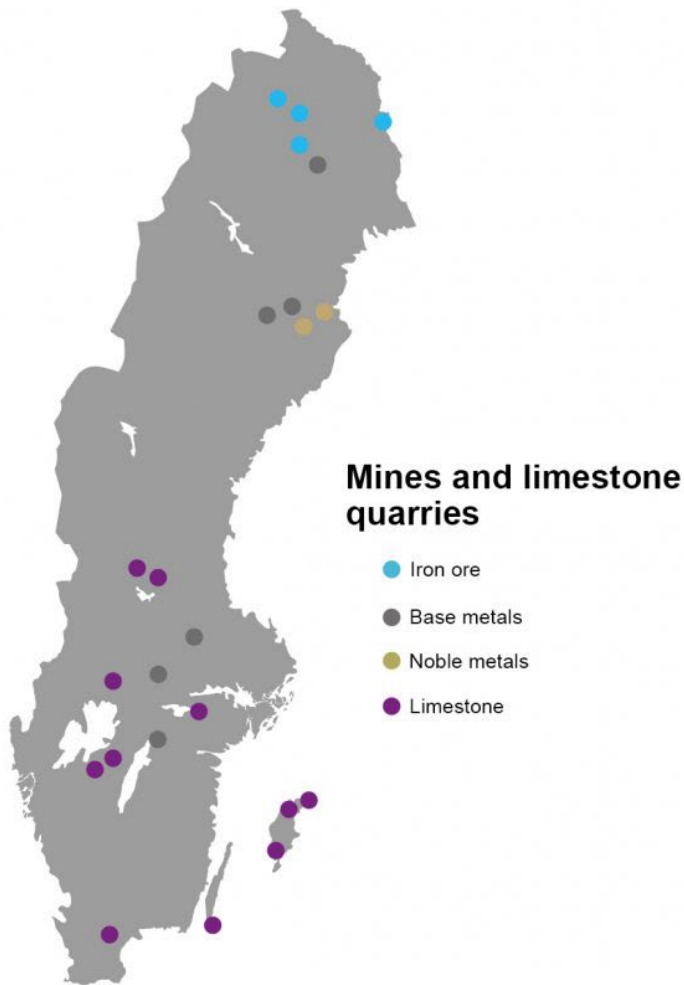 Mines and limestone
quarries
Iron ore
Base metals
Noble metals
Limestone